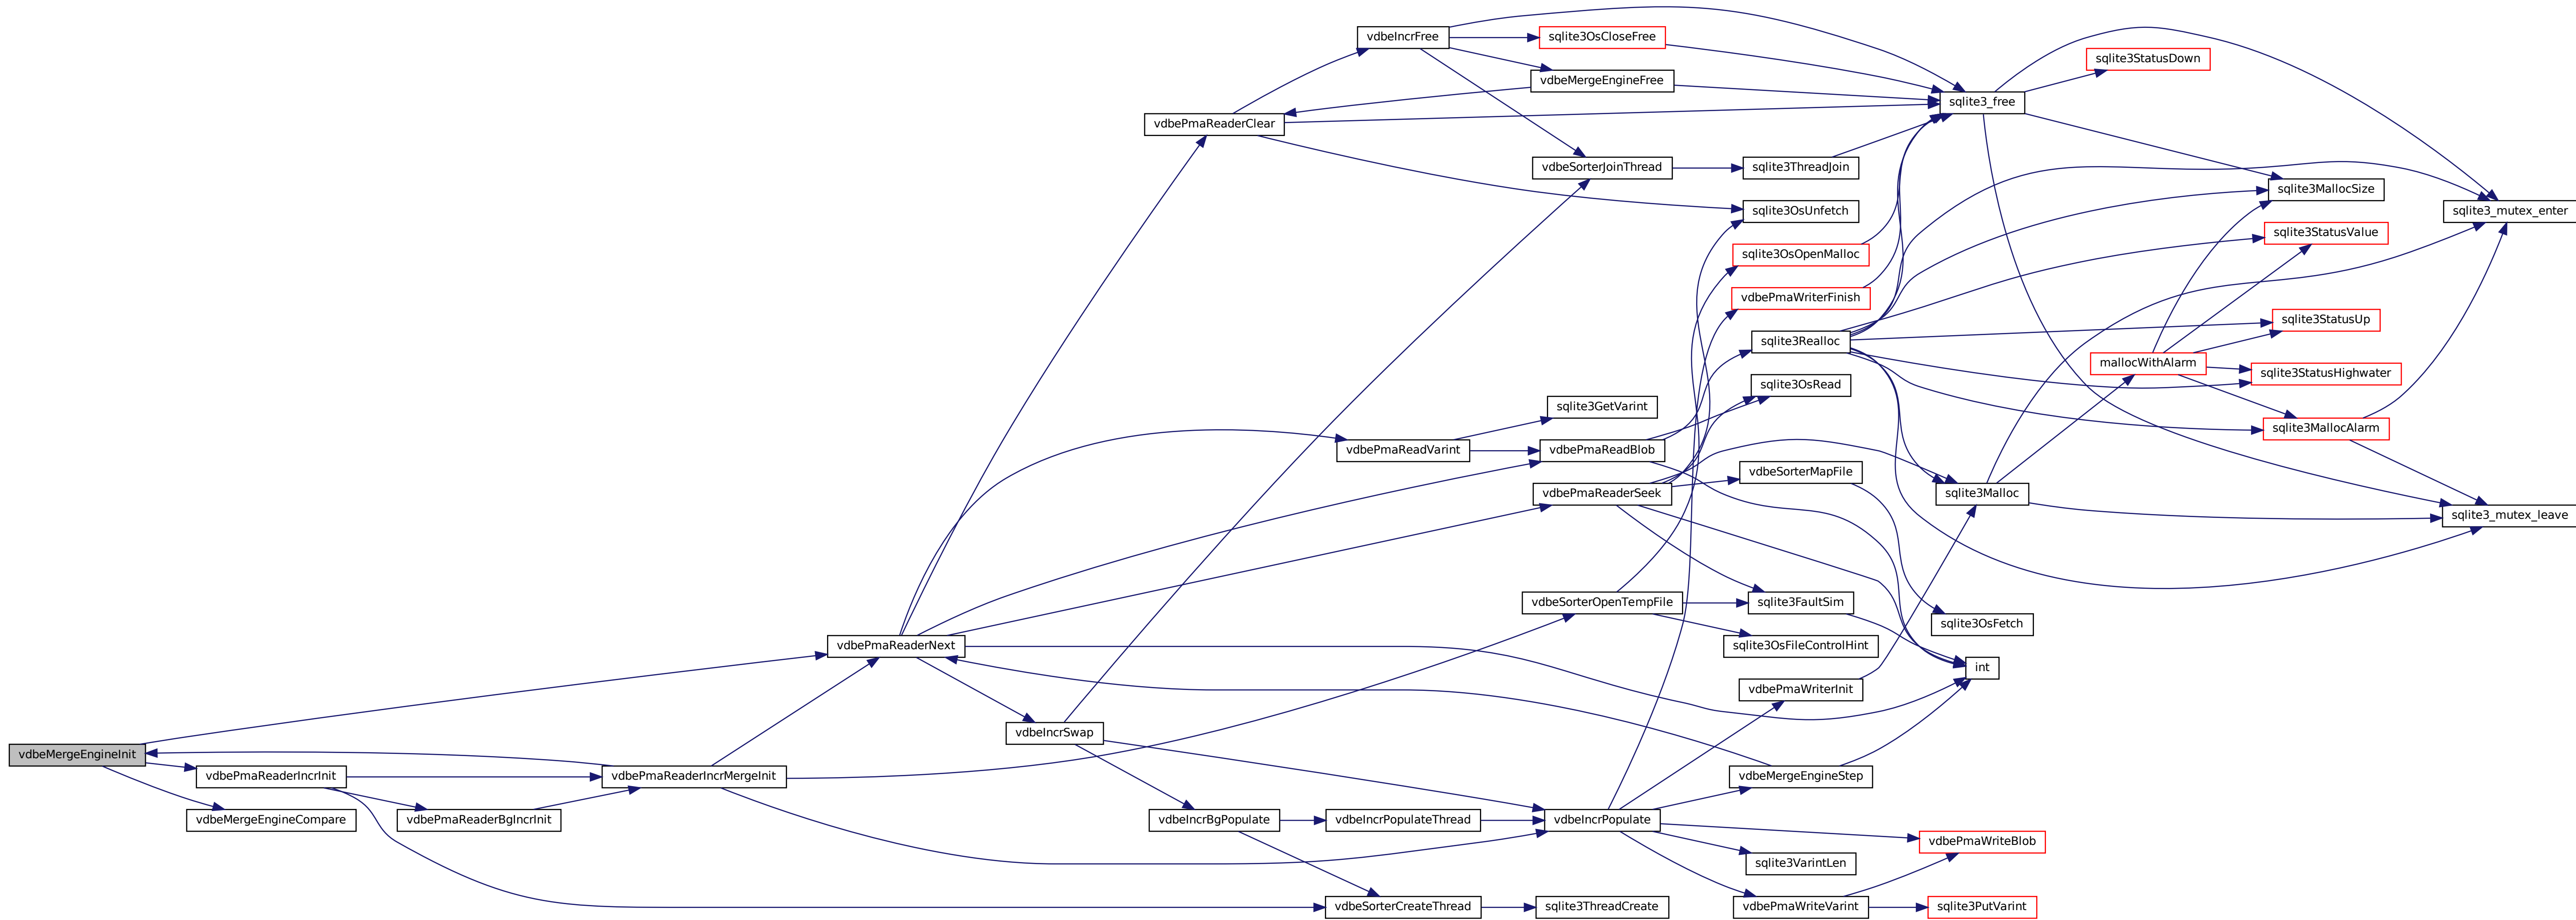 vdbeIncrFree
sqlite3OsCloseFree
sqlite3StatusDown
vdbeMergeEngineFree
sqlite3_free
vdbePmaReaderClear
vdbeSorterJoinThread
sqlite3ThreadJoin
sqlite3MallocSize
sqlite3OsUnfetch
sqlite3_mutex_enter
sqlite3StatusValue
sqlite3OsOpenMalloc
vdbePmaWriterFinish
sqlite3StatusUp
sqlite3Realloc
mallocWithAlarm
sqlite3StatusHighwater
sqlite3OsRead
sqlite3GetVarint
sqlite3MallocAlarm
vdbePmaReadVarint
vdbePmaReadBlob
vdbeSorterMapFile
vdbePmaReaderSeek
sqlite3Malloc
sqlite3_mutex_leave
vdbeSorterOpenTempFile
sqlite3FaultSim
sqlite3OsFetch
vdbePmaReaderNext
sqlite3OsFileControlHint
int
vdbePmaWriterInit
vdbeIncrSwap
vdbeMergeEngineInit
vdbePmaReaderIncrInit
vdbePmaReaderIncrMergeInit
vdbeMergeEngineStep
vdbeMergeEngineCompare
vdbePmaReaderBgIncrInit
vdbeIncrBgPopulate
vdbeIncrPopulateThread
vdbeIncrPopulate
vdbePmaWriteBlob
sqlite3VarintLen
vdbeSorterCreateThread
sqlite3ThreadCreate
vdbePmaWriteVarint
sqlite3PutVarint